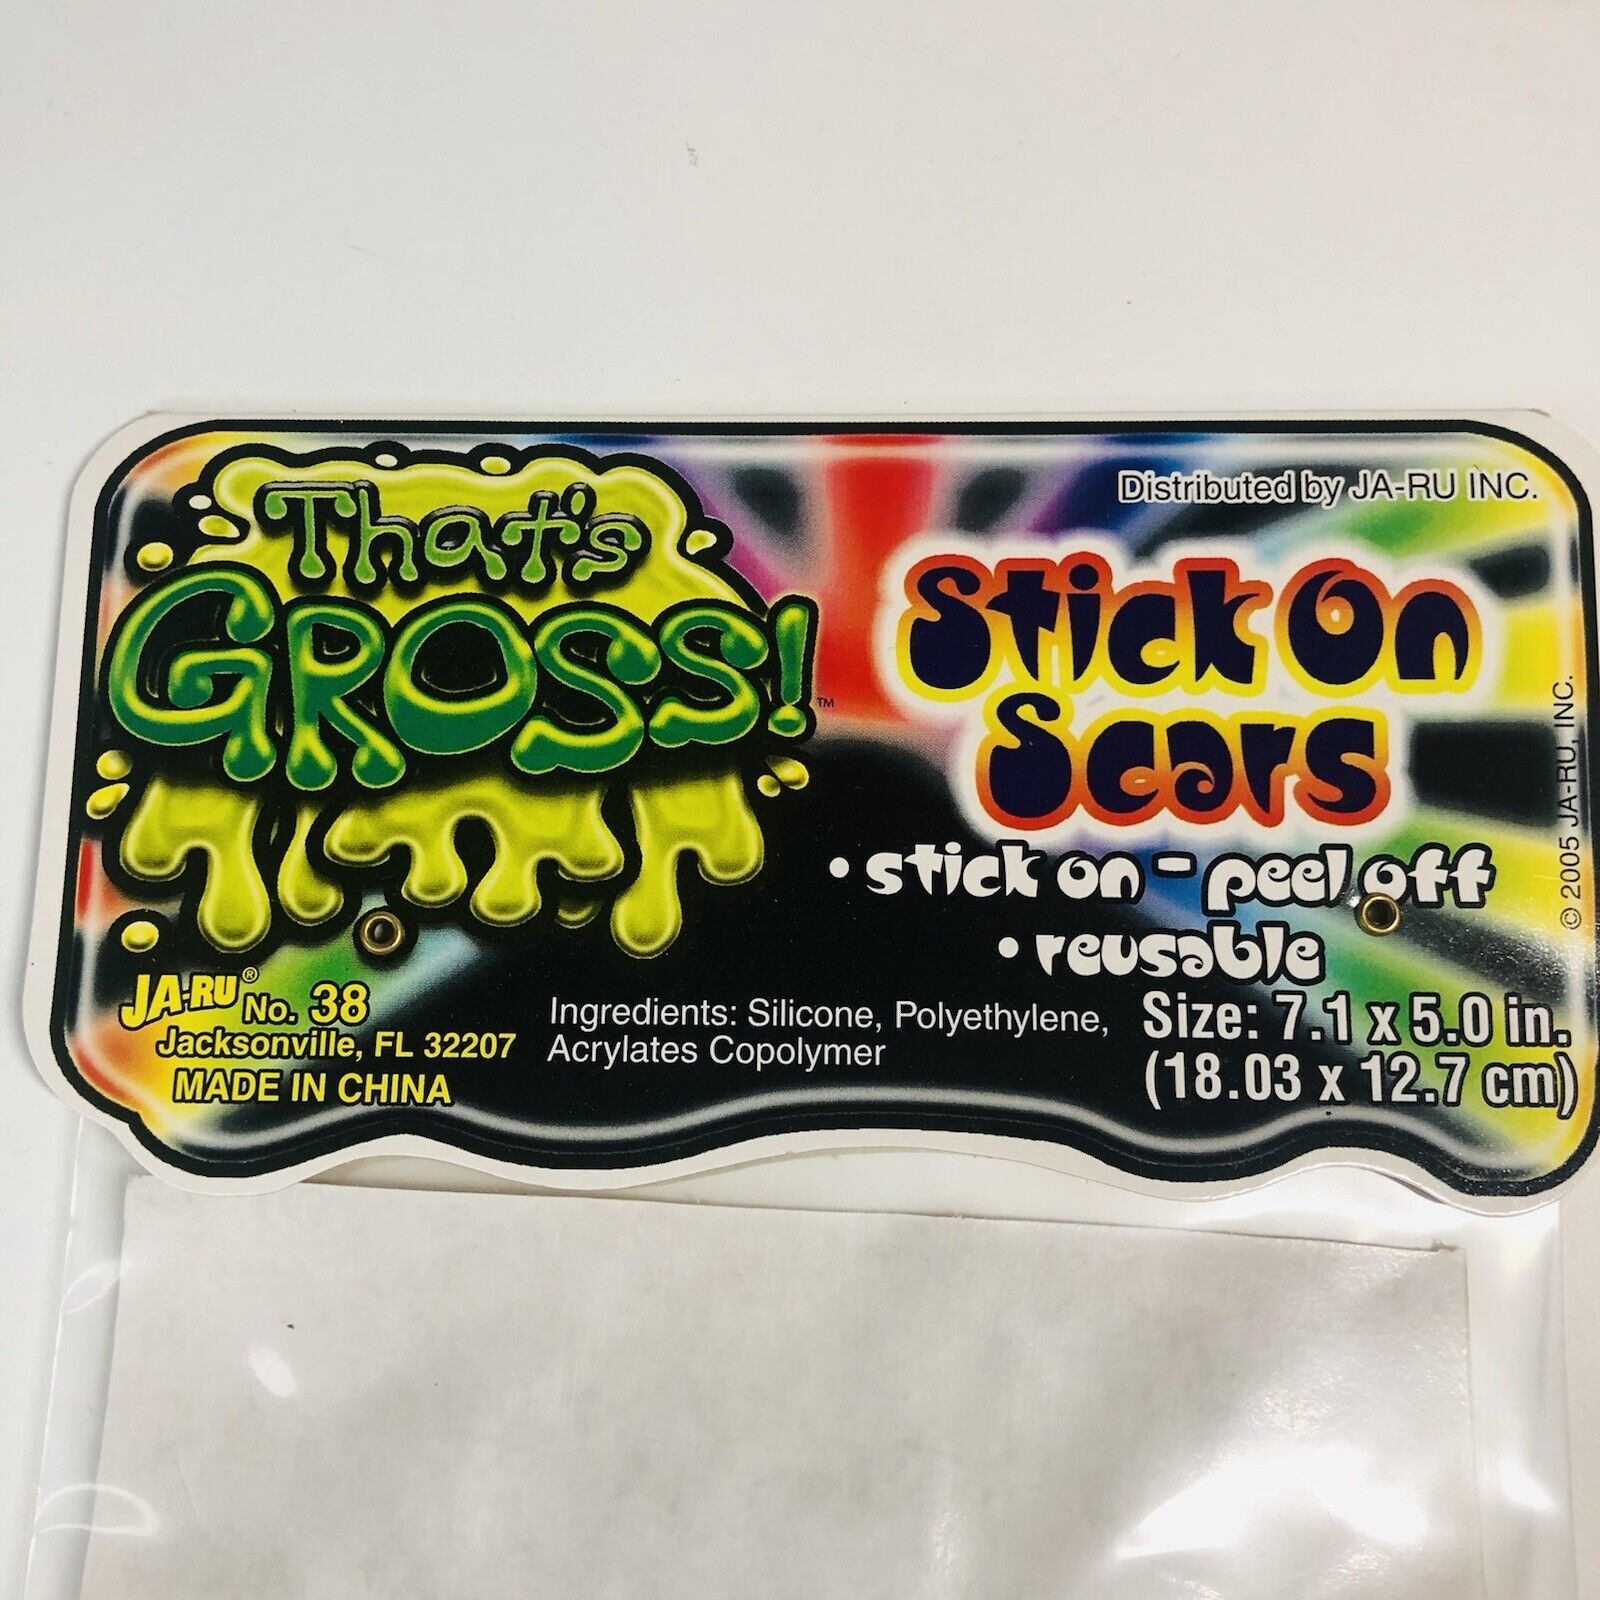 That's
GROSS!™
Distributed by JA-RU INC.
Stick On
Scars
• stick on - peel off
• reusable
© 2005 JA-RU, INC.
JA-RU® No. 38
Jacksonville, FL 32207
MADE IN CHINA
Ingredients: Silicone, Polyethylene,
Acrylates Copolymer
Size: 7.1 x 5.0 in.
(18.03 x 12.7 cm)